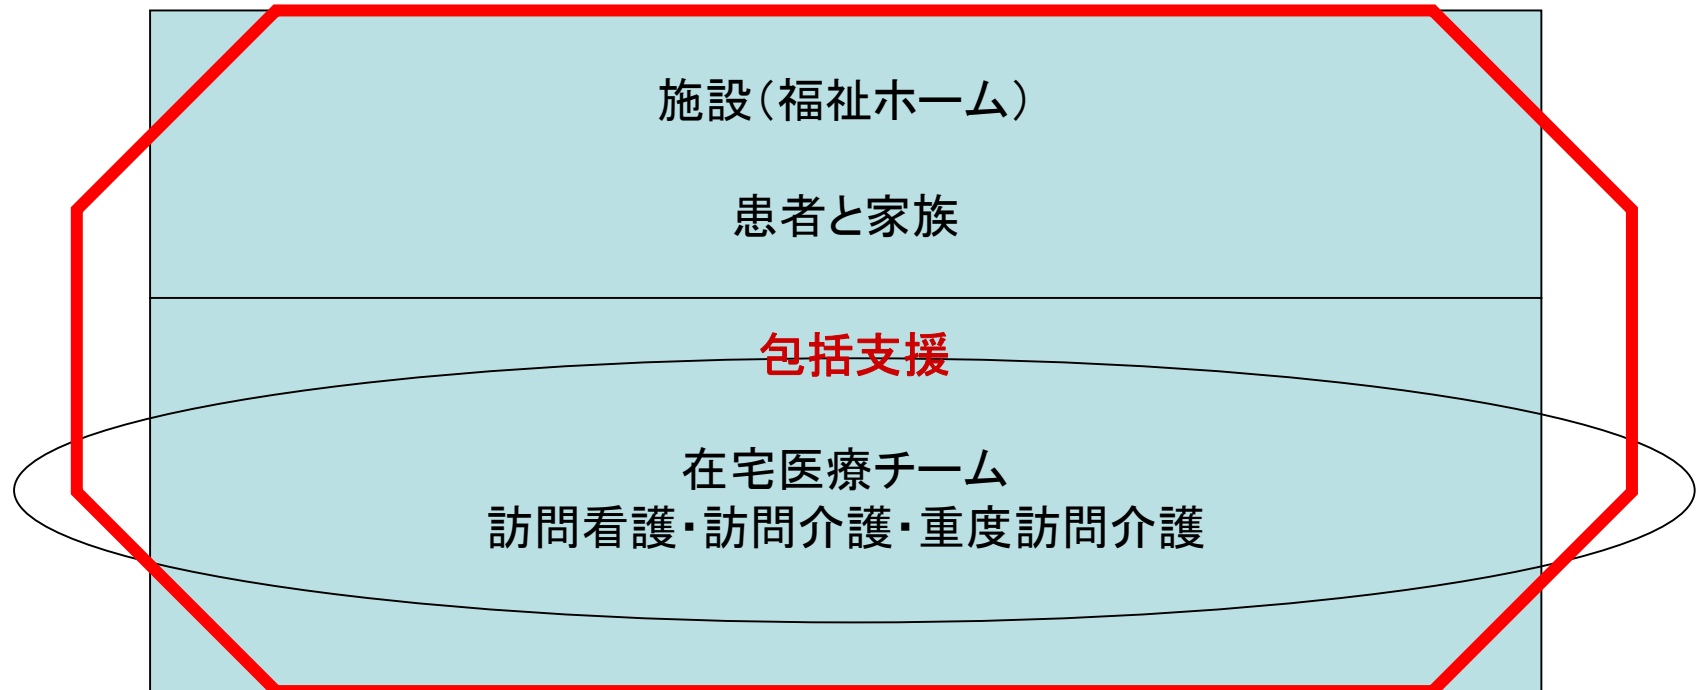 施設（福祉ホーム）
患者と家族
包括支援
在宅医療チーム
訪問看護・訪問介護・重度訪問介護